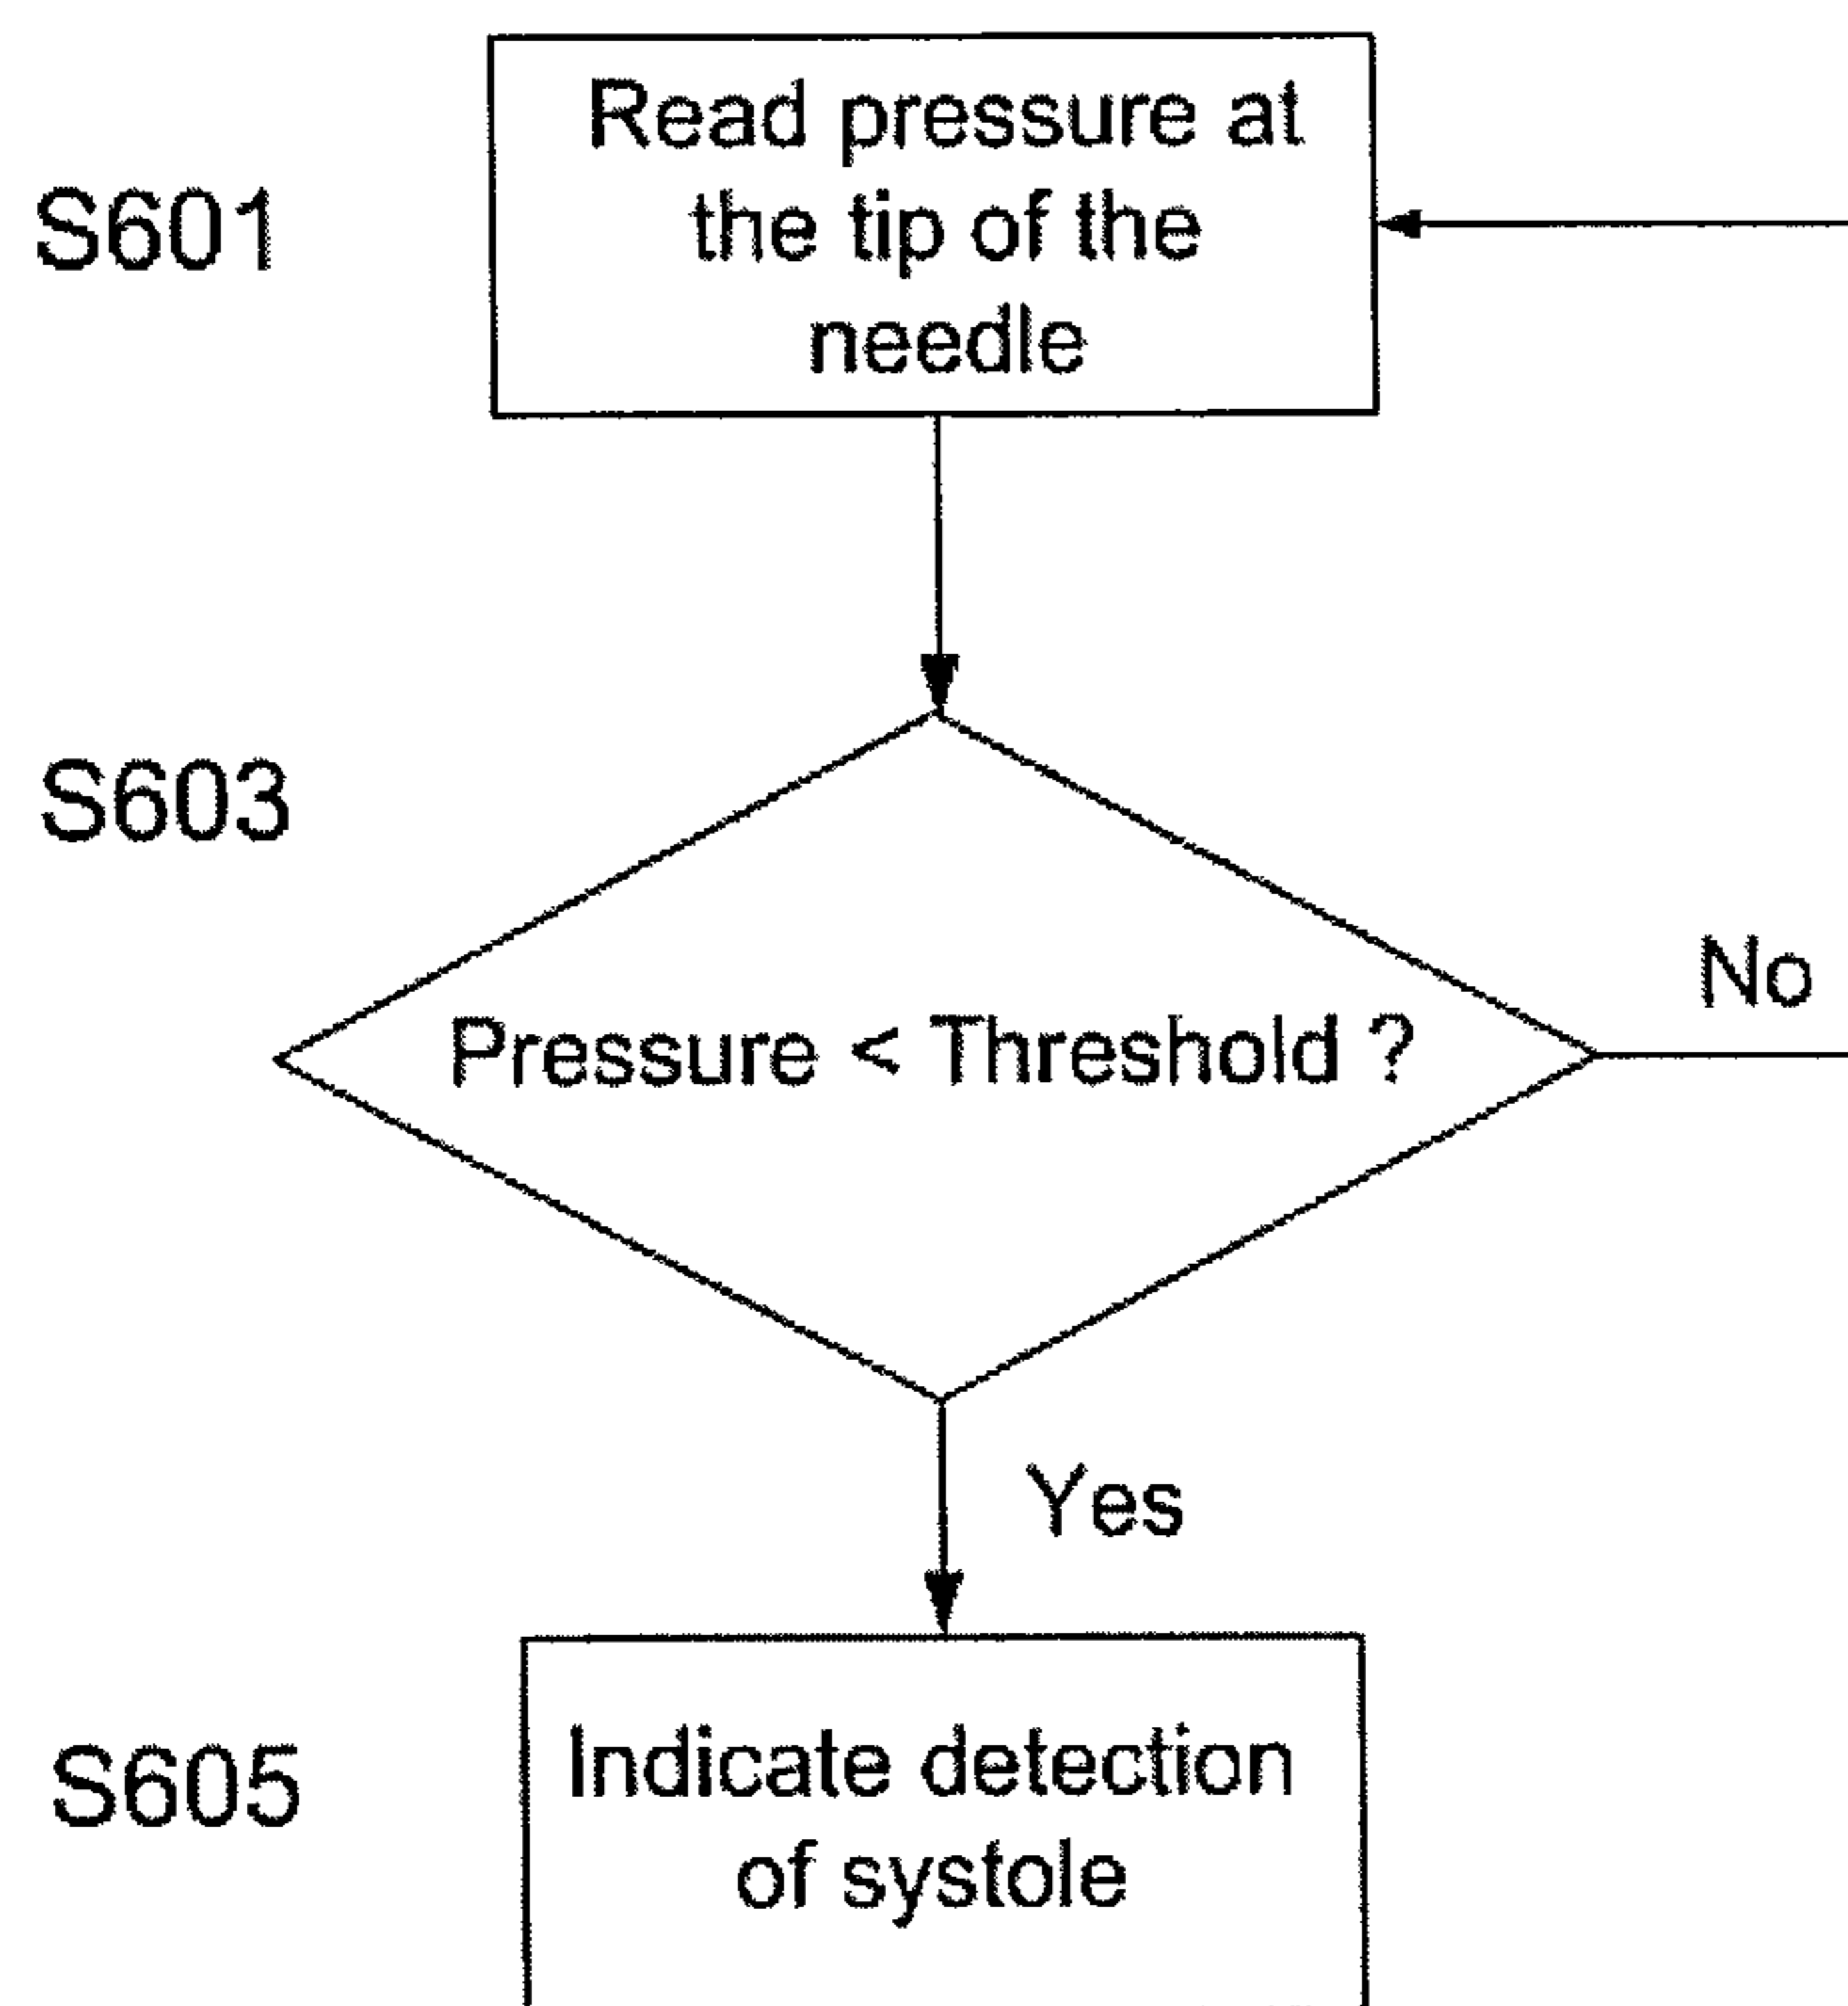 Read pressure at
the tip of the
needle
S601
S603
No
Pressure < Threshold ?
Yes
Indicate detection
of systole
S605